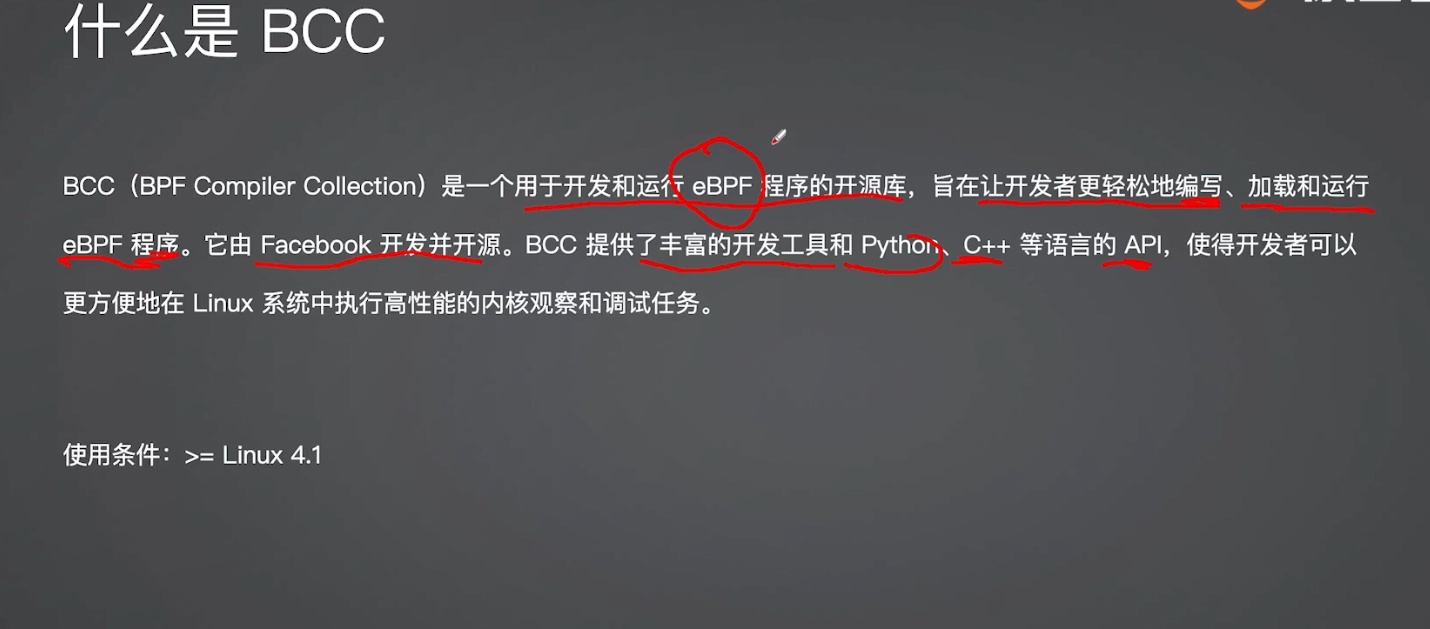 什么是 BCC
BCC（BPF Compiler Collection）是一个用于开发和运行 eBPF 程序的开源库，旨在让开发者更轻松地编写、加载和运行
eBPF 程序。它由 Facebook 开发并开源。BCC 提供了丰富的开发工具和 Python、C++ 等语言的 API，使得开发者可以
更方便地在 Linux 系统中执行高性能的内核观察和调试任务。
使用条件：>= Linux 4.1